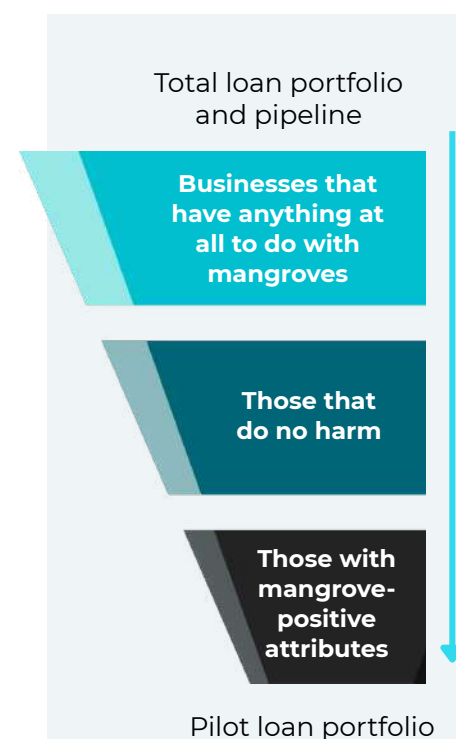 Total loan portfolio
and pipeline
Businesses that
have anything at
all to do with
mangroves
Those that
do no harm
Those with
mangrove-
positive
attributes
Pilot loan portfolio